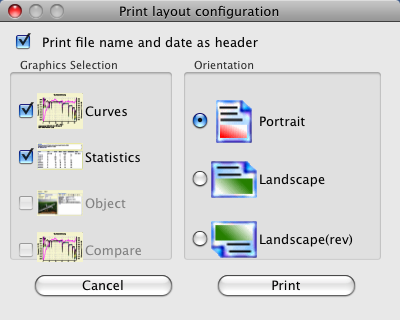 Print layout configuration
Print file name and date as header
Graphics Selection
Curves
Statistics
Object
Compare
Orientation
Portrait
Landscape
Landscape(rev)
Cancel
Print